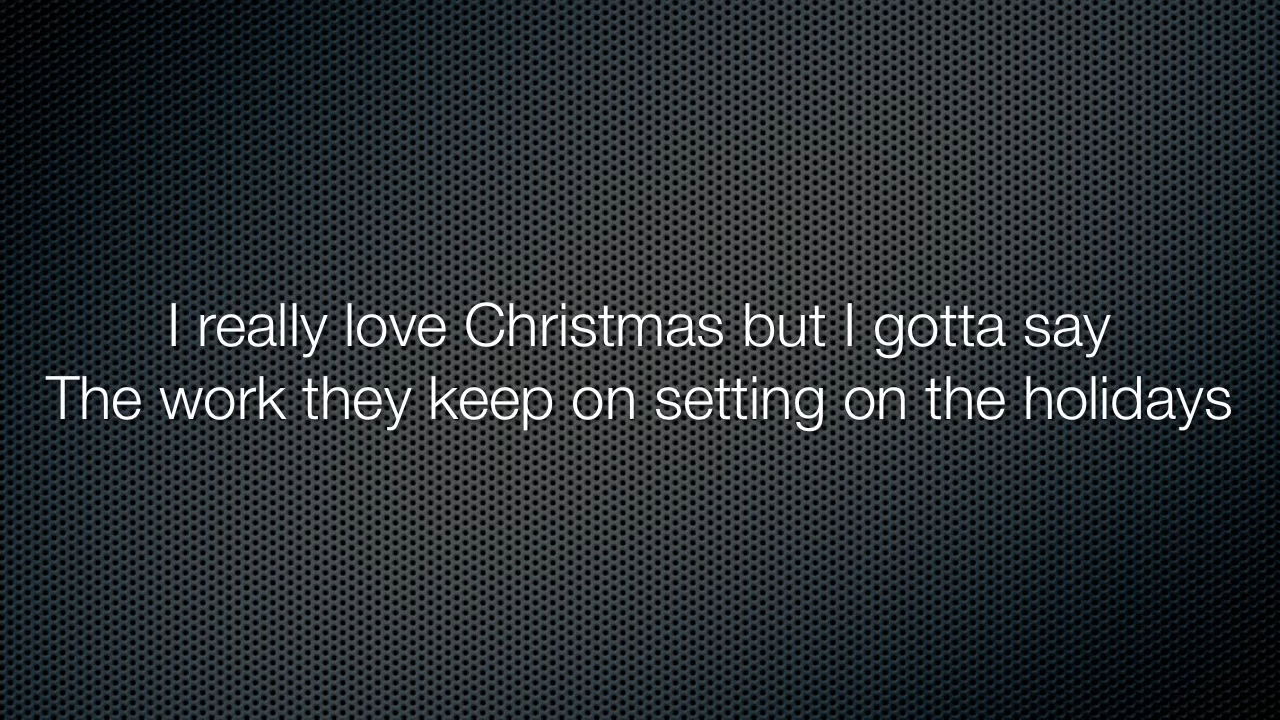 I really love Christmas but I gotta say
The work they keep on setting on the holidays